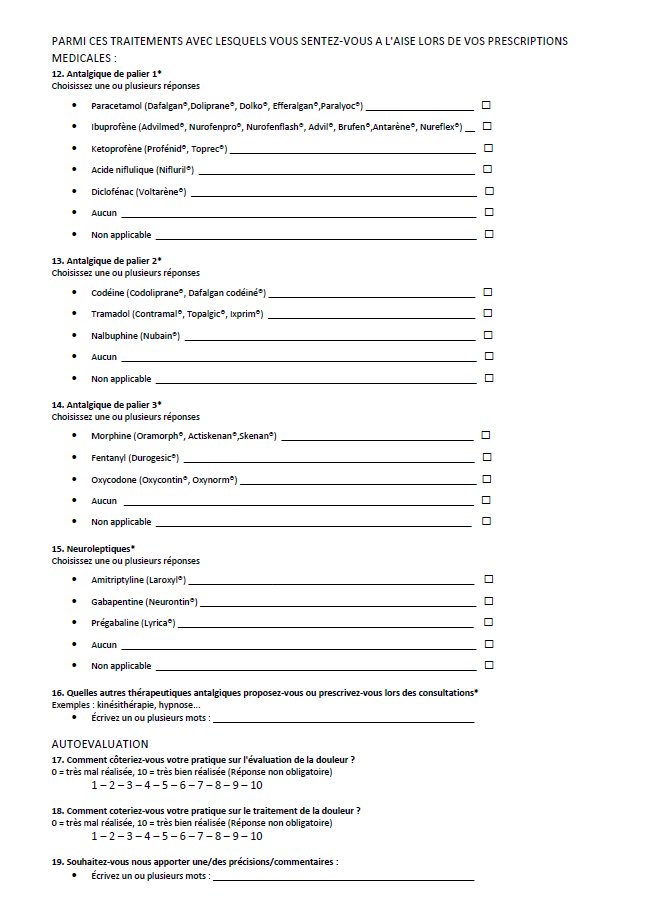 PARMI CES TRAITEMENTS AVEC LESQUELS VOUS SENTEZ-VOUS A L'AISE LORS DE VOS PRESCRIPTIONS
MEDICALES :
12. Antalgique de palier 1*
Choisissez une ou plusieurs réponses
• Paracetamol (Dafalgan®,Doliprane®, Dolko®, Efferalgan®,Paralyoc®) ☐
• Ibuprofène (Advilmed®, Nurofenpro®, Nurofenflash®, Advil®, Brufen®,Antarène®, Nureflex®) ☐
• Ketoprofène (Profénid®, Toprec®) ☐
• Acide niflulique (Nifluril®) ☐
• Diclofénac (Voltarène®) ☐
• Aucun ☐
• Non applicable ☐
13. Antalgique de palier 2*
Choisissez une ou plusieurs réponses
• Codéine (Codoliprane®, Dafalgan codéiné®) ☐
• Tramadol (Contramal®, Topalgic®, Ixprim®) ☐
• Nalbuphine (Nubain®) ☐
• Aucun ☐
• Non applicable ☐
14. Antalgique de palier 3*
Choisissez une ou plusieurs réponses
• Morphine (Oramorph®, Actiskenan®,Skenan®) ☐
• Fentanyl (Durogesic®) ☐
• Oxycodone (Oxycontin®, Oxynorm®) ☐
• Aucun ☐
• Non applicable ☐
15. Neuroleptiques*
Choisissez une ou plusieurs réponses
• Amitriptyline (Laroxyl®) ☐
• Gabapentine (Neurontin®) ☐
• Prégabaline (Lyrica®) ☐
• Aucun ☐
• Non applicable ☐
16. Quelles autres thérapeutiques antalgiques proposez-vous ou prescrivez-vous lors des consultations*
Exemples : kinésithérapie, hypnose...
• Écrivez un ou plusieurs mots :
AUTOEVALUATION
17. Comment côteriez-vous votre pratique sur l'évaluation de la douleur ?
0 = très mal réalisée, 10 = très bien réalisée (Réponse non obligatoire)
1 – 2 – 3 – 4 – 5 – 6 – 7 – 8 – 9 – 10
18. Comment coteriez-vous votre pratique sur le traitement de la douleur ?
0 = très mal réalisée, 10 = très bien réalisée (Réponse non obligatoire)
1 – 2 – 3 – 4 – 5 – 6 – 7 – 8 – 9 – 10
19. Souhaitez-vous nous apporter une/des précisions/commentaires :
• Écrivez un ou plusieurs mots :